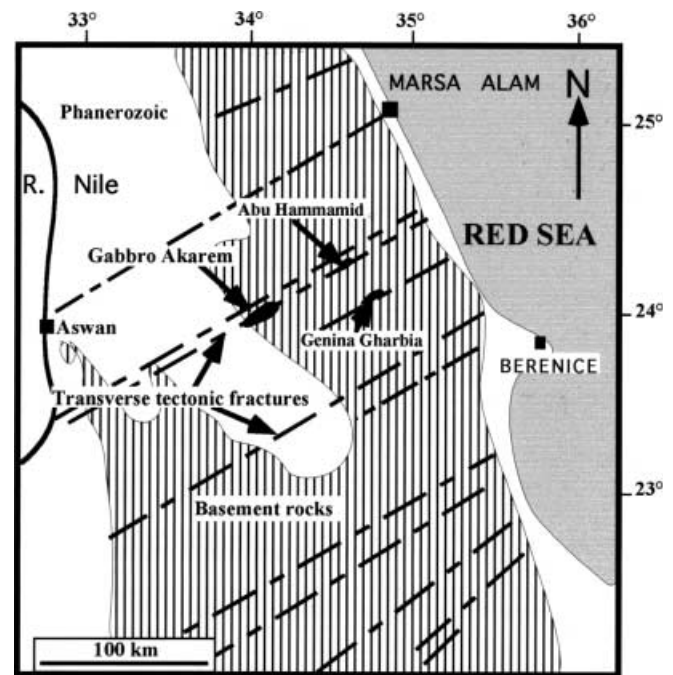 33° 34° 35° 36°
MARSA ALAM N
Phanerozoic
25°
R. Nile
Abu Hammamid
RED SEA
Gabbro Akarem
24°
Aswan
Genina Gharbia
BERENICE
Transverse tectonic fractures
23°
Basement rocks
100 km